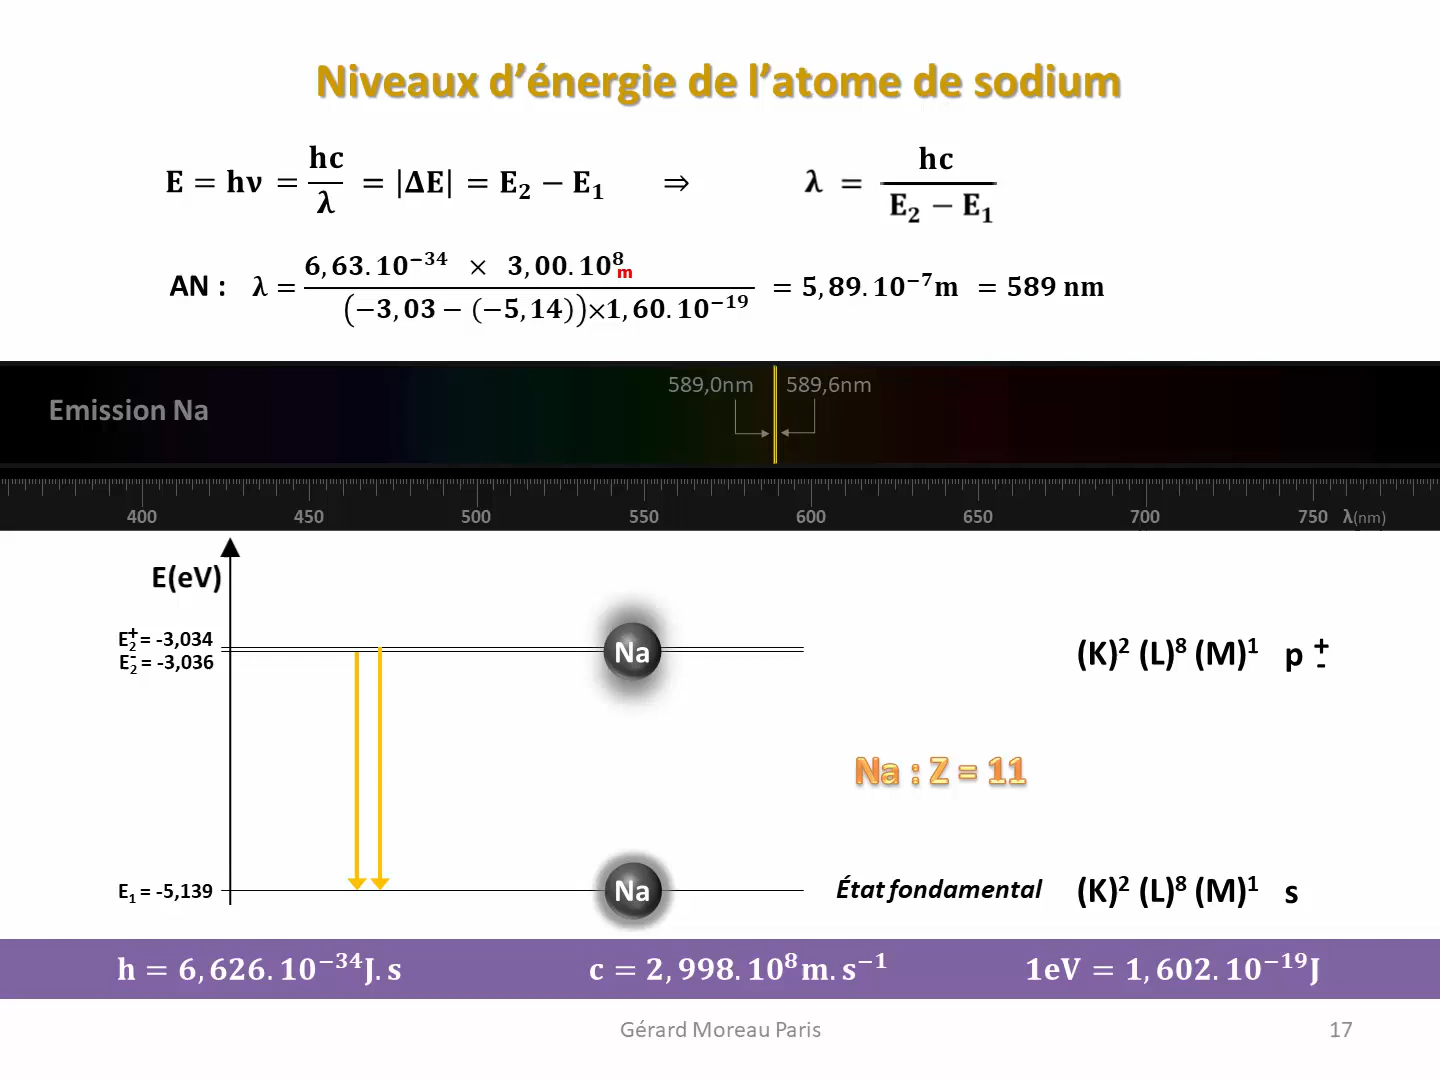 Niveaux d’énergie de l’atome de sodium
E = hν = hc/λ = |ΔE| = E₂ − E₁ ⇒ λ = hc/(E₂ − E₁)
AN : λ = (6,63.10⁻³⁴ × 3,00.10⁸ m)/((−3,03 − (−5,14))×1,60.10⁻¹⁹) = 5,89.10⁻⁷m = 589 nm
589,0nm 589,6nm
Emission Na
400 450 500 550 600 650 700 750 λ(nm)
E(eV)
E₂⁺ = -3,034
E₂⁻ = -3,036
Na
(K)² (L)⁸ (M)¹ p + -
Na : Z = 11
E₁ = -5,139
Na
État fondamental (K)² (L)⁸ (M)¹ s
h = 6,626.10⁻³⁴J.s c = 2,998.10⁸m.s⁻¹ 1eV = 1,602.10⁻¹⁹J
Gérard Moreau Paris 17